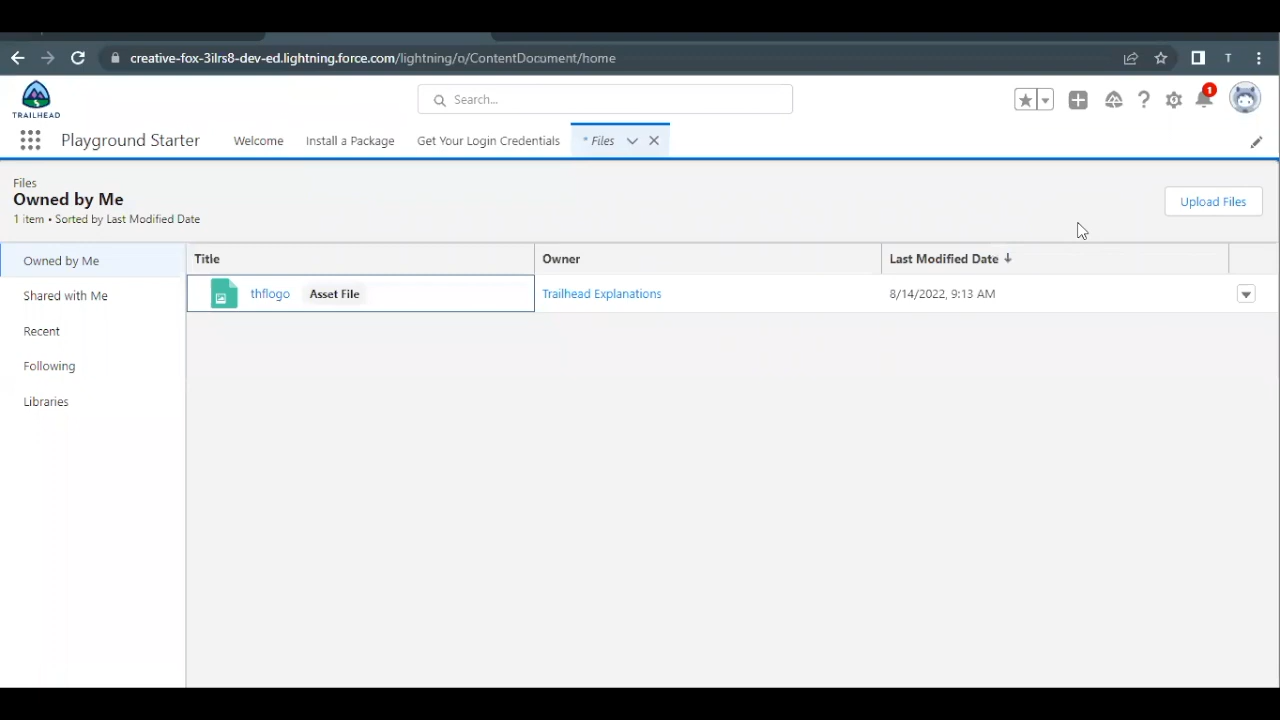 creative-fox-3ilrs8-dev-ed.lightning.force.com/lightning/o/ContentDocument/home
T
TRAILHEAD
Search...
1
Playground Starter
Welcome
Install a Package
Get Your Login Credentials
* Files
Files
Owned by Me
1 item • Sorted by Last Modified Date
Upload Files
Owned by Me
Shared with Me
Recent
Following
Libraries
Title
Owner
Last Modified Date
thflogo
Asset File
Trailhead Explanations
8/14/2022, 9:13 AM